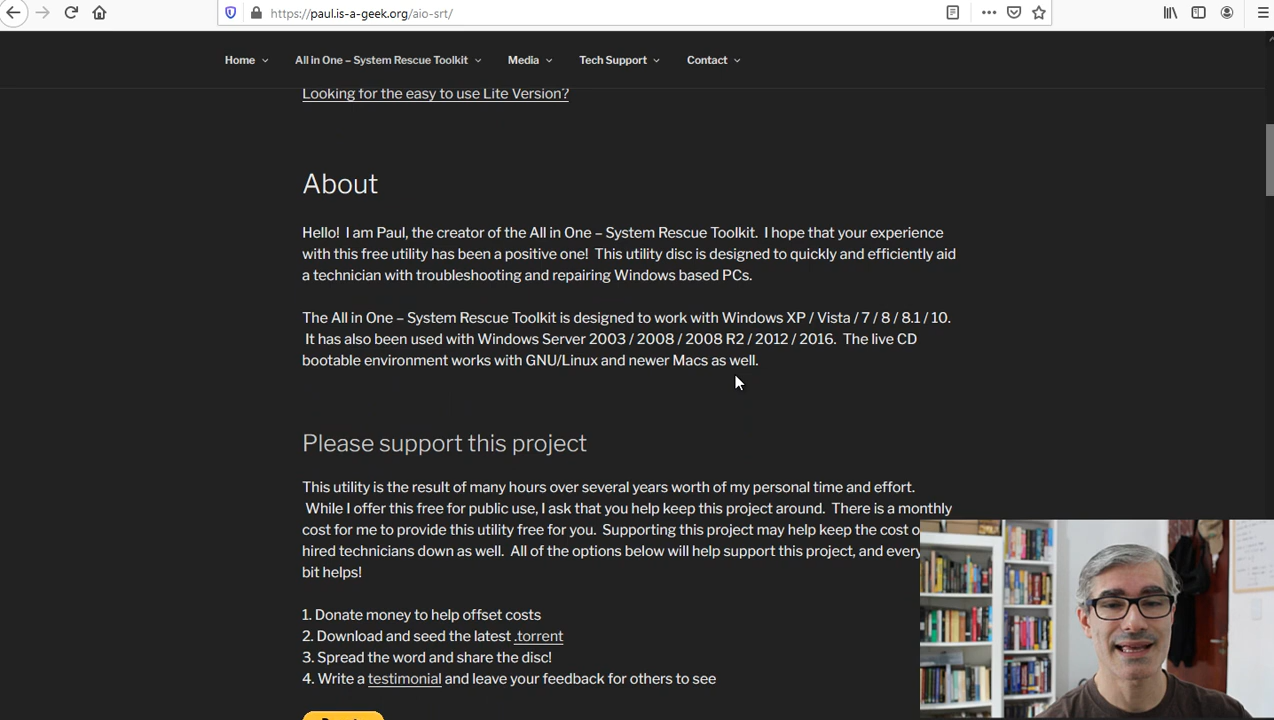 https://paul.is-a-geek.org/aio-srt/
Home
All in One – System Rescue Toolkit
Media
Tech Support
Contact
Looking for the easy to use Lite Version?
About
Hello!  I am Paul, the creator of the All in One – System Rescue Toolkit.  I hope that your experience
with this free utility has been a positive one!  This utility disc is designed to quickly and efficiently aid
a technician with troubleshooting and repairing Windows based PCs.
The All in One – System Rescue Toolkit is designed to work with Windows XP / Vista / 7 / 8 / 8.1 / 10.
It has also been used with Windows Server 2003 / 2008 / 2008 R2 / 2012 / 2016.  The live CD
bootable environment works with GNU/Linux and newer Macs as well.
Please support this project
This utility is the result of many hours over several years worth of my personal time and effort.
While I offer this free for public use, I ask that you help keep this project around.  There is a monthly
cost for me to provide this utility free for you.  Supporting this project may help keep the cost
hired technicians down as well.  All of the options below will help support this project, and every
bit helps!
1. Donate money to help offset costs
2. Download and seed the latest .torrent
3. Spread the word and share the disc!
4. Write a testimonial and leave your feedback for others to see